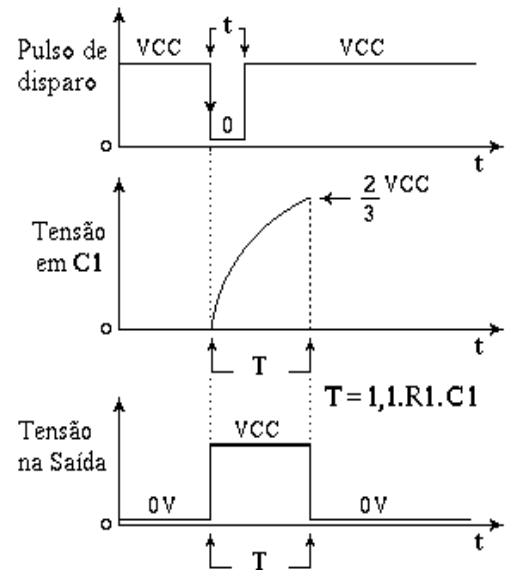 t
VCC
VCC
Pulso de
disparo
0
o
t
2
3
VCC
Tensão
em C1
o
t
T
T = 1,1.R1.C1
Tensão
na Saída
VCC
0V
0V
o
t
T